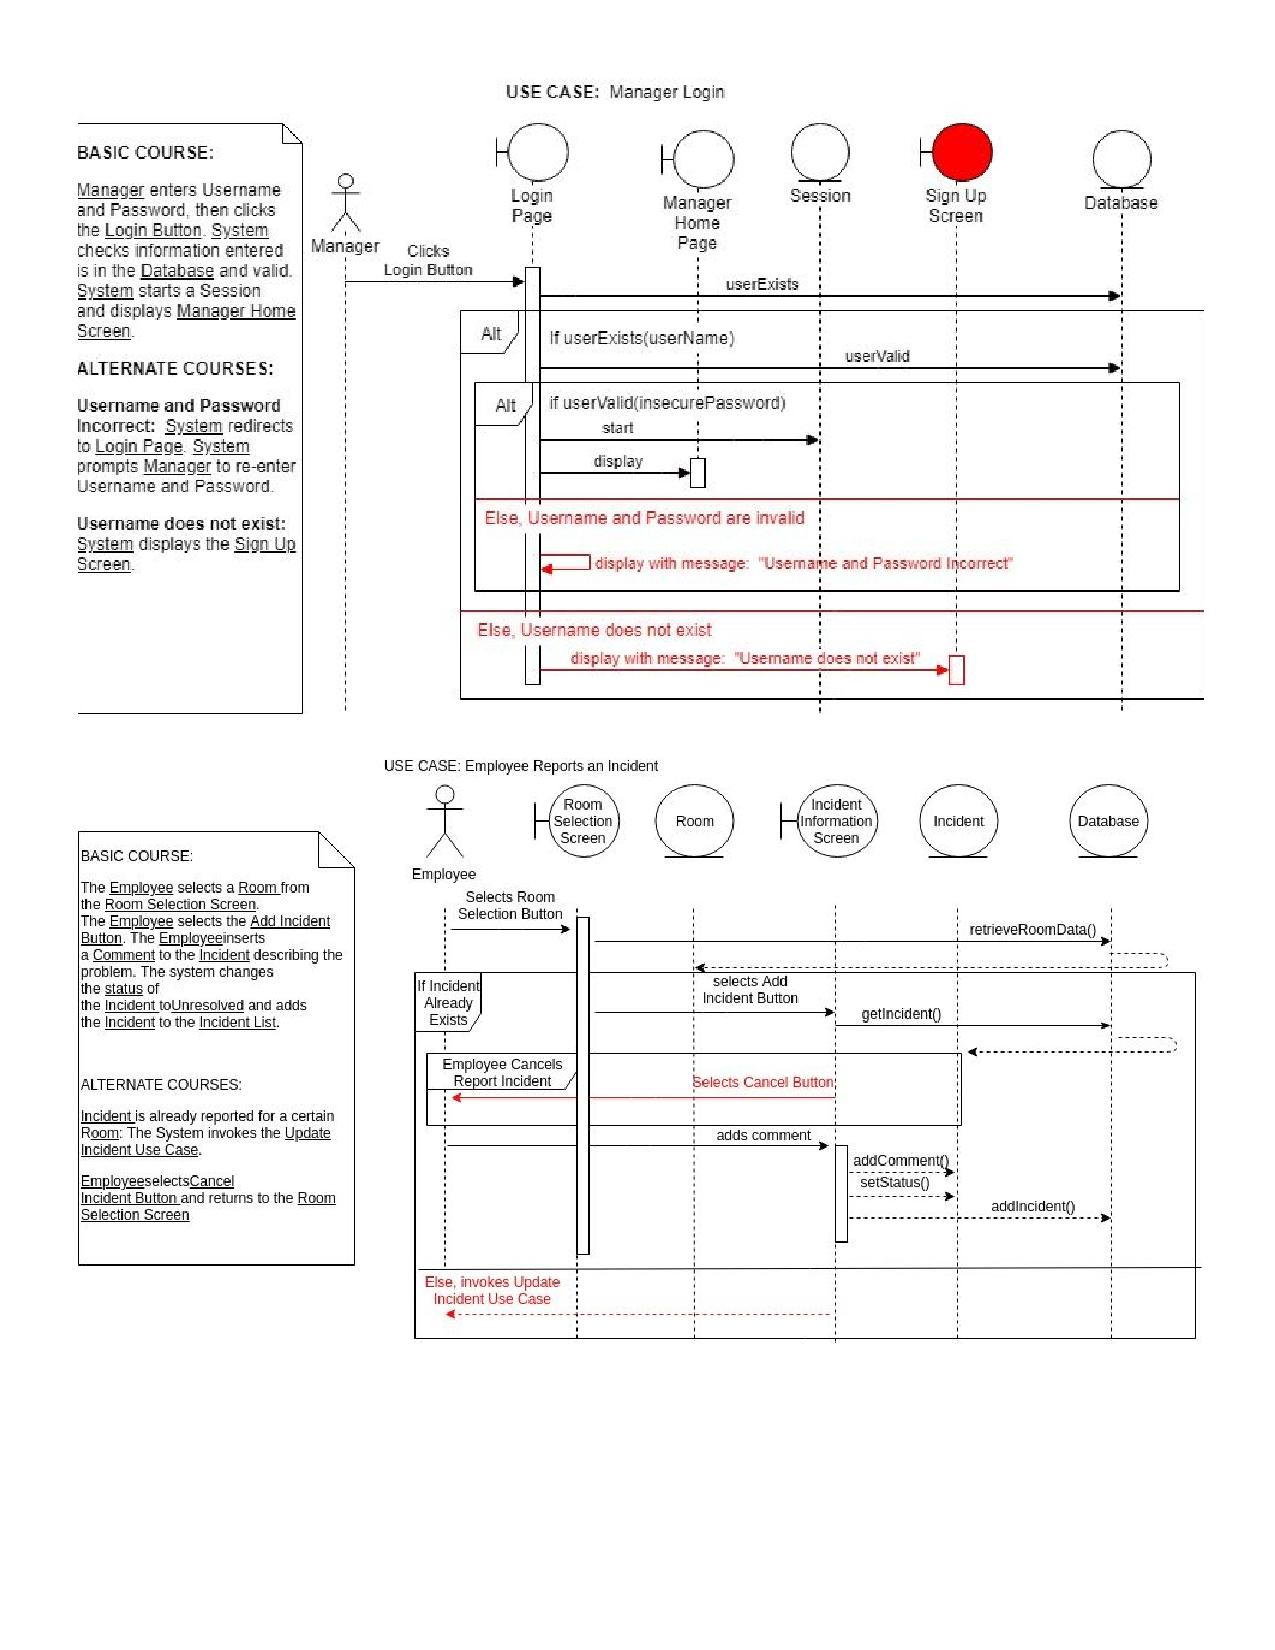 USE CASE: Manager Login
BASIC COURSE:
Manager enters Username
and Password, then clicks
the Login Button. System
checks information entered
is in the Database and valid.
System starts a Session
and displays Manager Home
Screen.
ALTERNATE COURSES:
Username and Password
Incorrect: System redirects
to Login Page. System
prompts Manager to re-enter
Username and Password.
Username does not exist:
System displays the Sign Up
Screen.
Manager
Login
Page
Manager
Home
Page
Session
Sign Up
Screen
Database
Clicks
Login Button
userExists
Alt
If userExists(userName)
userValid
Alt
if userValid(insecurePassword)
start
display
Else, Username and Password are invalid
display with message: "Username and Password Incorrect"
Else, Username does not exist
display with message: "Username does not exist"
USE CASE: Employee Reports an Incident
BASIC COURSE:
The Employee selects a Room from
the Room Selection Screen.
The Employee selects the Add Incident
Button. The Employeeinserts
a Comment to the Incident describing the
problem. The system changes
the status of
the Incident toUnresolved and adds
the Incident to the Incident List.
ALTERNATE COURSES:
Incident is already reported for a certain
Room: The System invokes the Update
Incident Use Case.
EmployeeselectsCancel
Incident Button and returns to the Room
Selection Screen
Employee
Room
Selection
Screen
Room
Incident
Information
Screen
Incident
Database
Selects Room
Selection Button
retrieveRoomData()
If Incident
Already
Exists
selects Add
Incident Button
getIncident()
Employee Cancels
Report Incident
Selects Cancel Button
adds comment
addComment()
setStatus()
addIncident()
Else, invokes Update
Incident Use Case